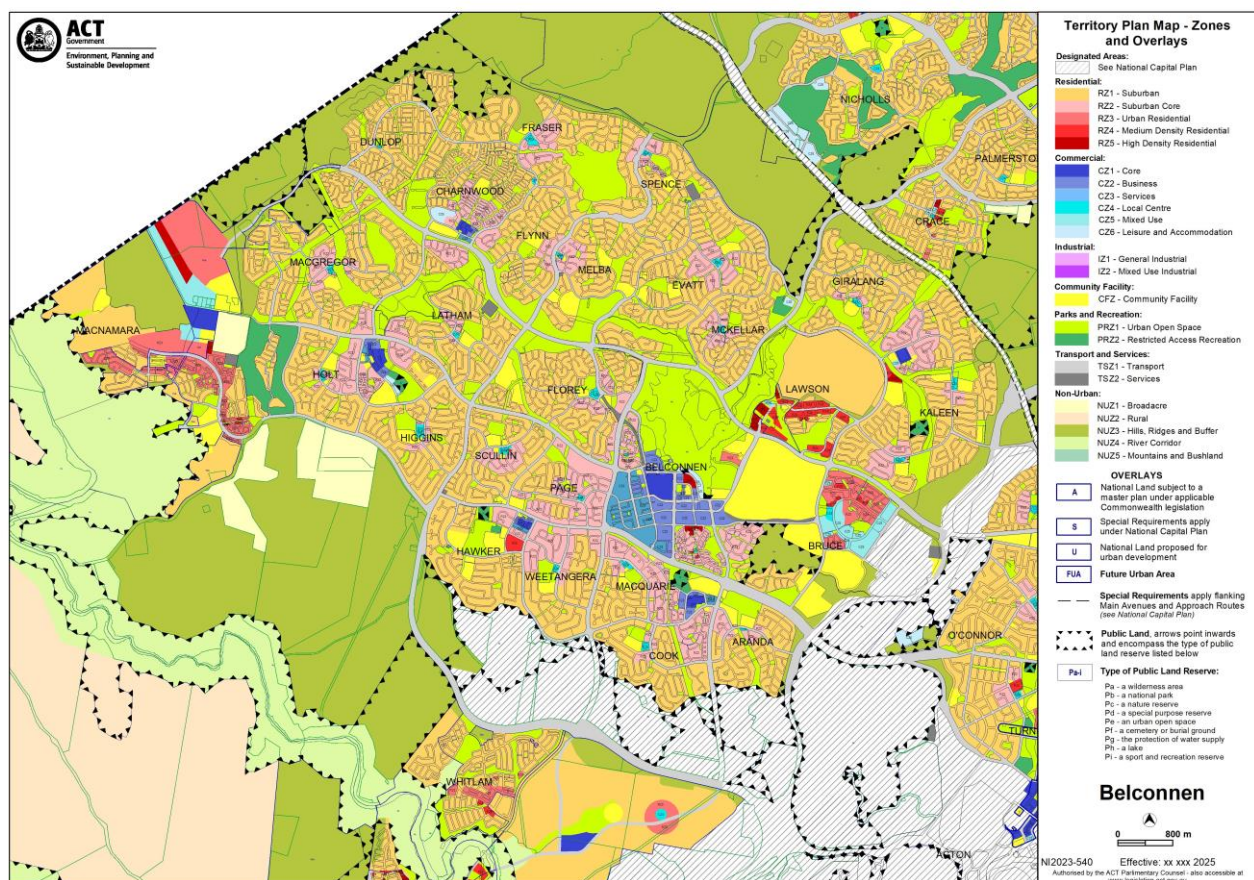 ACT
Government
Environment, Planning and
Sustainable Development
FRASER
DUNLOP
NICHOLLS
PALMERSTO
SPENCE
CHARNWOOD
CRACE
FLYNN
MACGREGOR
MELBA
EVATT
GIRALANG
LATHAM
MCKELLAR
MACNAMARA
HOLT
FLOREY
LAWSON
KALEEN
HIGGINS
SCULLIN
BELCONNEN
PAGE
HAWKER
BRUCE
WEETANGERA
MACQUARIE
ARANDA
O'CONNOR
COOK
TURN
WHITLAM
ACTON
Territory Plan Map - Zones
and Overlays
Designated Areas:
See National Capital Plan
Residential:
RZ1 - Suburban
RZ2 - Suburban Core
RZ3 - Urban Residential
RZ4 - Medium Density Residential
RZ5 - High Density Residential
Commercial:
CZ1 - Core
CZ2 - Business
CZ3 - Services
CZ4 - Local Centre
CZ5 - Mixed Use
CZ6 - Leisure and Accommodation
Industrial:
IZ1 - General Industrial
IZ2 - Mixed Use Industrial
Community Facility:
CFZ - Community Facility
Parks and Recreation:
PRZ1 - Urban Open Space
PRZ2 - Restricted Access Recreation
Transport and Services:
TSZ1 - Transport
TSZ2 - Services
Non-Urban:
NUZ1 - Broadacre
NUZ2 - Rural
NUZ3 - Hills, Ridges and Buffer
NUZ4 - River Corridor
NUZ5 - Mountains and Bushland
OVERLAYS
A National Land subject to a
master plan under applicable
Commonwealth legislation
S Special Requirements apply
under National Capital Plan
U National Land proposed for
urban development
FUA Future Urban Area
Special Requirements apply flanking
Main Avenues and Approach Routes
(see National Capital Plan)
Public Land, arrows point inwards
and encompass the type of public
land reserve listed below
Pa-i Type of Public Land Reserve:
Pa - a wilderness area
Pb - a national park
Pc - a nature reserve
Pd - a special purpose reserve
Pe - an urban open space
Pf - a cemetery or burial ground
Pg - the protection of water supply
Ph - a lake
Pi - a sport and recreation reserve
Belconnen
0 800 m
NI2023-540 Effective: xx xxx 2025
Authorised by the ACT Parlimentary Counsel - also accessible at